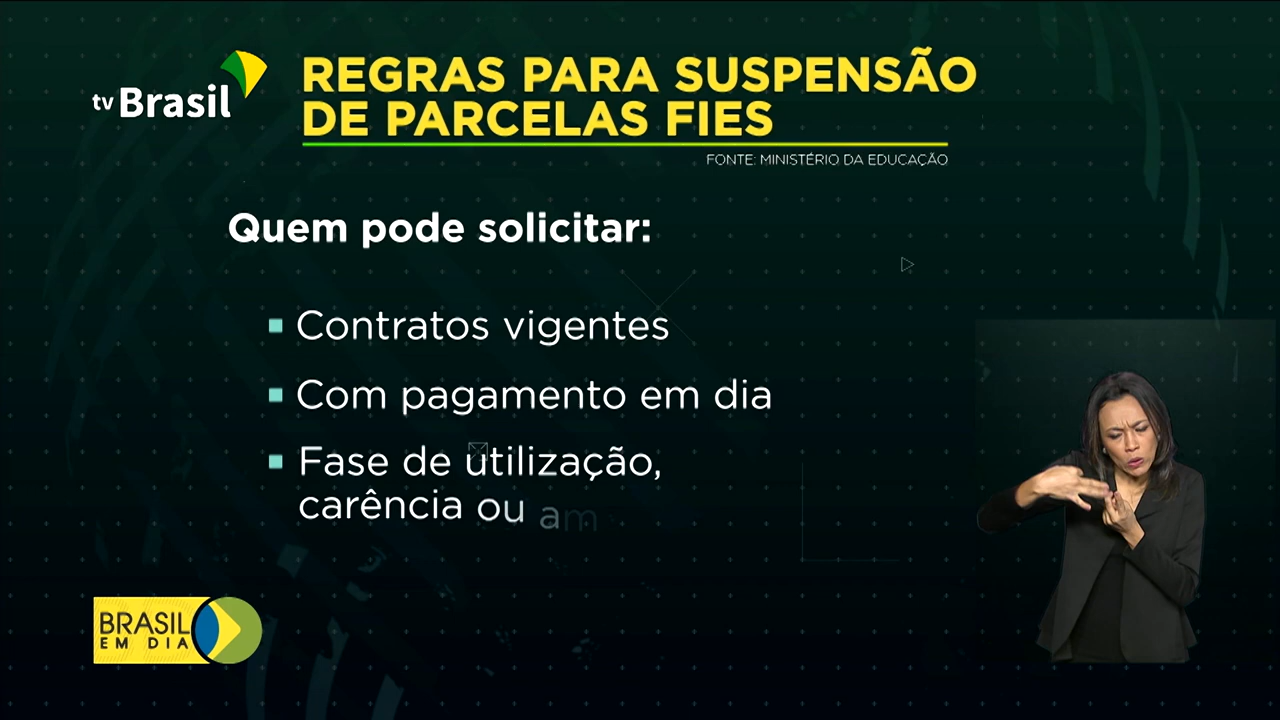 tv Brasil
REGRAS PARA SUSPENSÃO
DE PARCELAS FIES
FONTE: MINISTÉRIO DA EDUCAÇÃO
Quem pode solicitar:
Contratos vigentes
Com pagamento em dia
Fase de utilização,
carência ou am
BRASIL
EM DIA